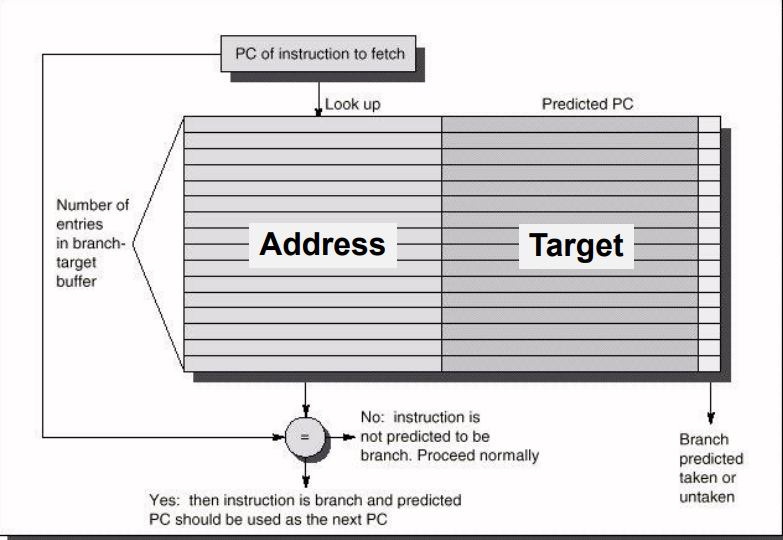 PC of instruction to fetch
Look up
Predicted PC
Number of
entries
in branch-
target
buffer
Address
Target
=
No: instruction is
not predicted to be
branch. Proceed normally
Branch
predicted
taken or
untaken
Yes: then instruction is branch and predicted
PC should be used as the next PC